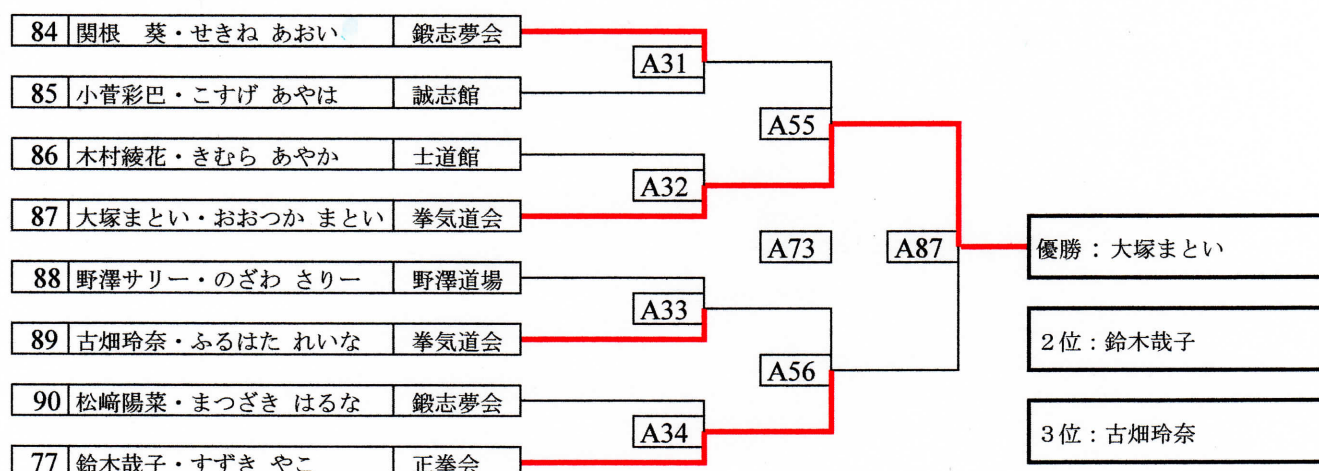 84 関根　葵・せきね あおい 鍛志夢会
A31
85 小菅彩巴・こすげ あやは 誠志館
A55
86 木村綾花・きむら あやか 士道館
A32
87 大塚まとい・おおつか まとい 拳気道会
A73 A87 優勝：大塚まとい
88 野澤サリー・のざわ さりー 野澤道場
A33
89 古畑玲奈・ふるはた れいな 拳気道会
2位：鈴木哉子
A56
90 松﨑陽菜・まつざき はるな 鍛志夢会
A34
3位：古畑玲奈
77 鈴木哉子・すずき やこ 正拳会